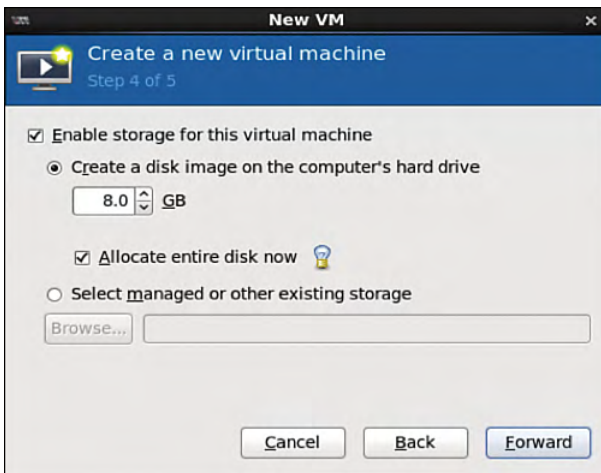 New VM
Create a new virtual machine
Step 4 of 5
Enable storage for this virtual machine
Create a disk image on the computer's hard drive
8.0 GB
Allocate entire disk now
Select managed or other existing storage
Browse...
Cancel Back Forward